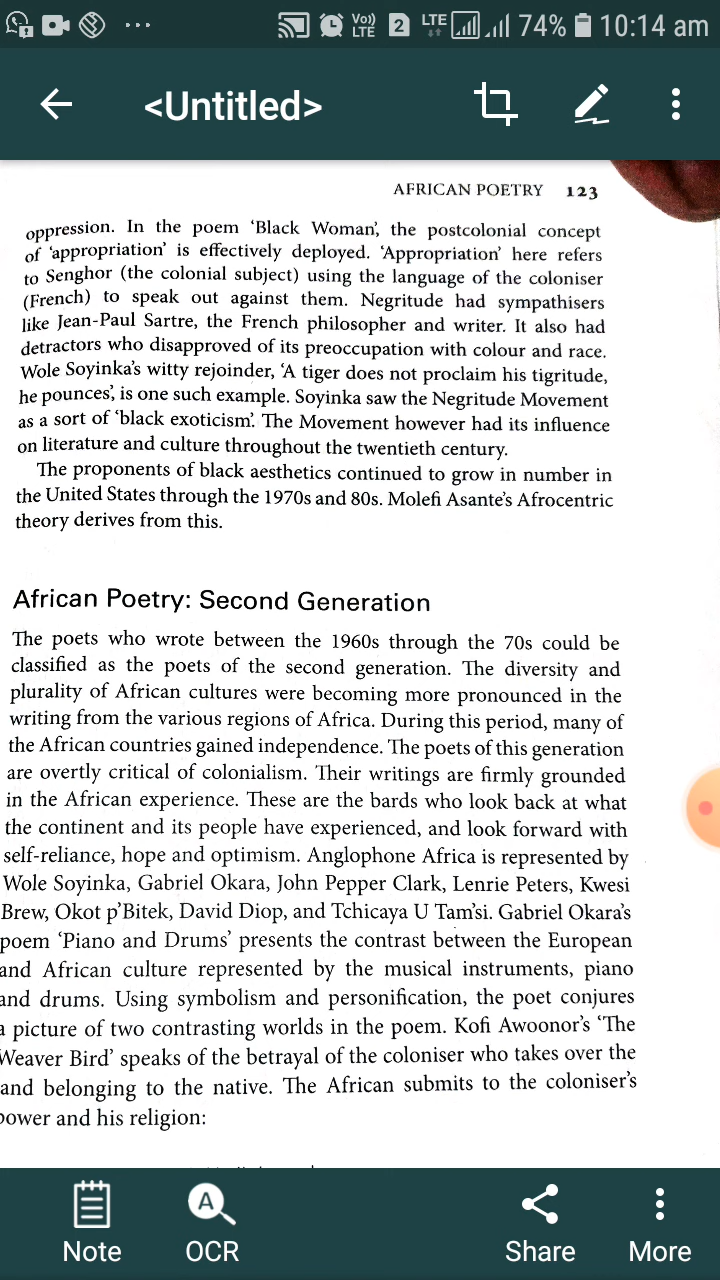 Vo))
LTE
2
LTE
74%
10:14 am
<Untitled>
AFRICAN POETRY 123
oppression. In the poem ‘Black Woman’, the postcolonial concept
of ‘appropriation’ is effectively deployed. ‘Appropriation’ here refers
to Senghor (the colonial subject) using the language of the coloniser
(French) to speak out against them. Negritude had sympathisers
like Jean-Paul Sartre, the French philosopher and writer. It also had
detractors who disapproved of its preoccupation with colour and race.
Wole Soyinka’s witty rejoinder, ‘A tiger does not proclaim his tigritude,
he pounces’, is one such example. Soyinka saw the Negritude Movement
as a sort of ‘black exoticism’. The Movement however had its influence
on literature and culture throughout the twentieth century.
The proponents of black aesthetics continued to grow in number in
the United States through the 1970s and 80s. Molefi Asante’s Afrocentric
theory derives from this.
African Poetry: Second Generation
The poets who wrote between the 1960s through the 70s could be
classified as the poets of the second generation. The diversity and
plurality of African cultures were becoming more pronounced in the
writing from the various regions of Africa. During this period, many of
the African countries gained independence. The poets of this generation
are overtly critical of colonialism. Their writings are firmly grounded
in the African experience. These are the bards who look back at what
the continent and its people have experienced, and look forward with
self-reliance, hope and optimism. Anglophone Africa is represented by
Wole Soyinka, Gabriel Okara, John Pepper Clark, Lenrie Peters, Kwesi
Brew, Okot p’Bitek, David Diop, and Tchicaya U Tam’si. Gabriel Okara’s
poem ‘Piano and Drums’ presents the contrast between the European
and African culture represented by the musical instruments, piano
and drums. Using symbolism and personification, the poet conjures
a picture of two contrasting worlds in the poem. Kofi Awoonor’s ‘The
Weaver Bird’ speaks of the betrayal of the coloniser who takes over the
and belonging to the native. The African submits to the coloniser’s
power and his religion:
Note
OCR
Share
More